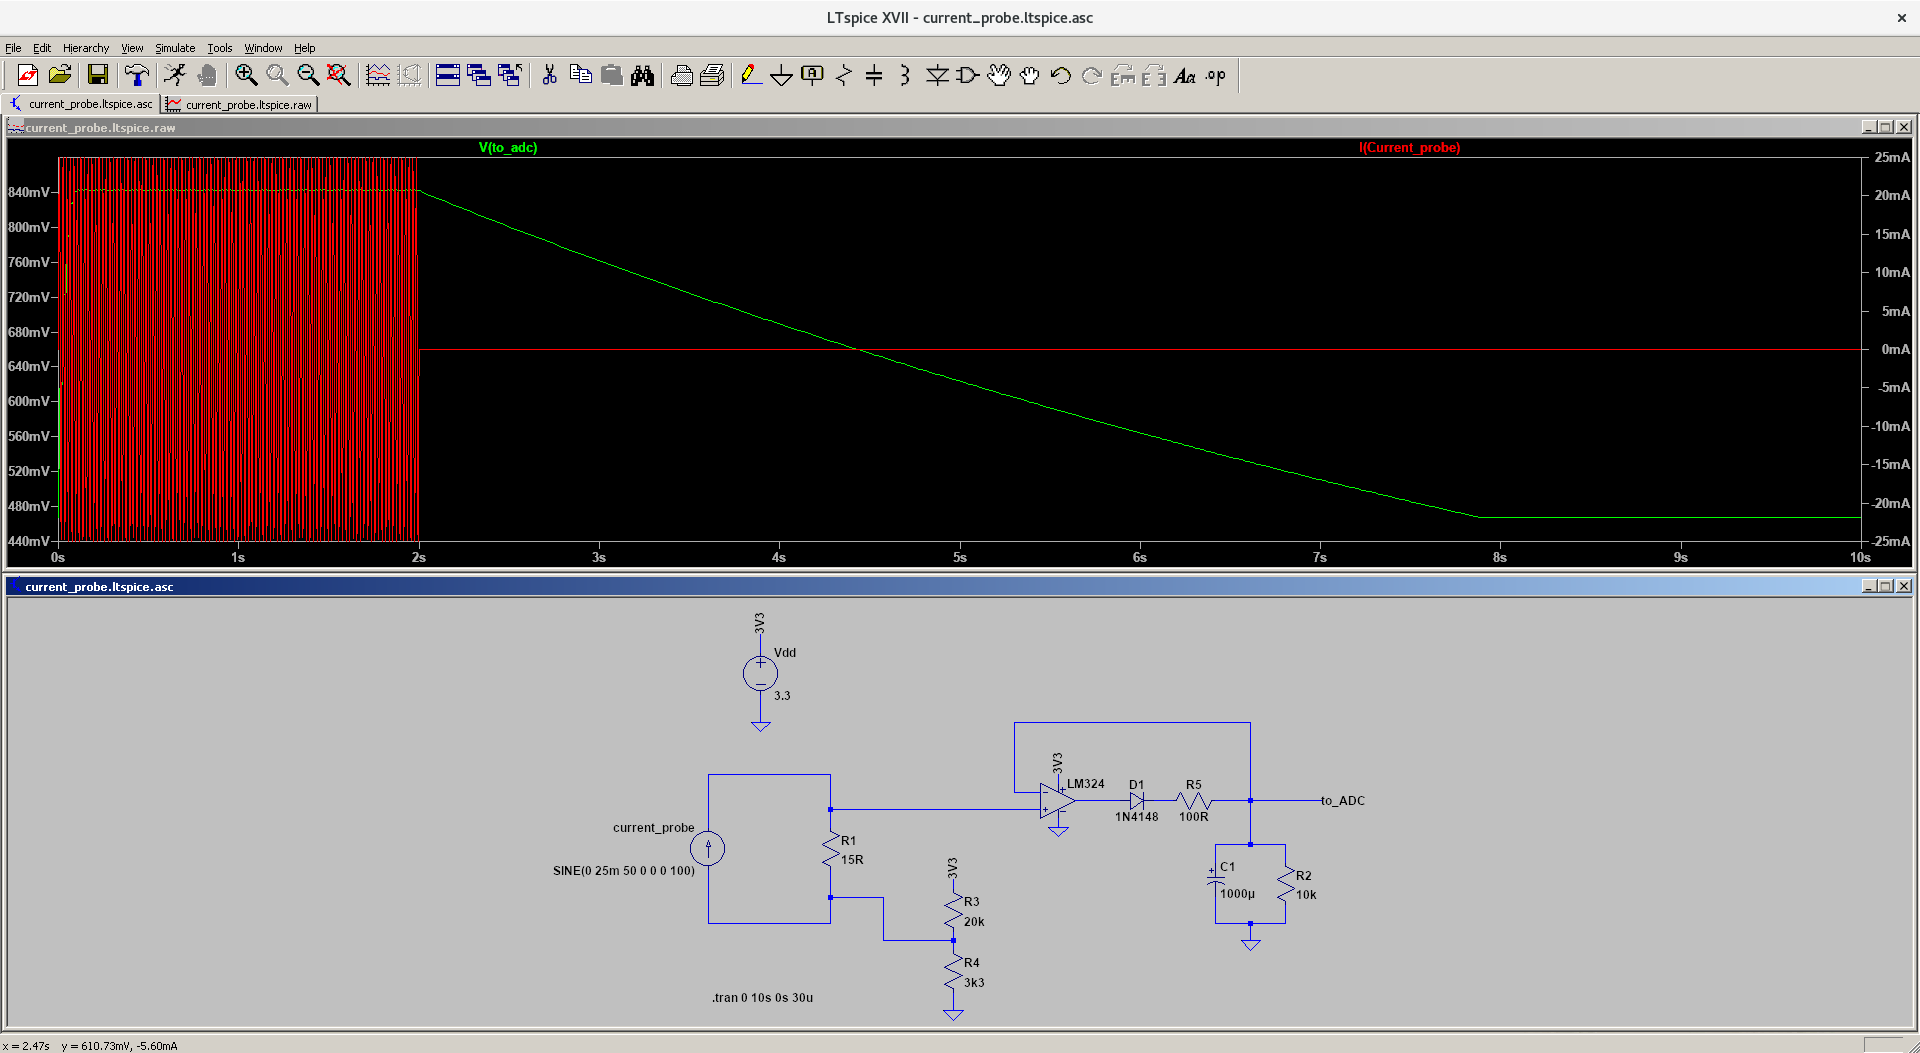 LTspice XVII - current_probe.ltspice.asc
File Edit Hierarchy View Simulate Tools Window Help
current_probe.ltspice.asc current_probe.ltspice.raw
current_probe.ltspice.raw
V(to_adc) I(Current_probe)
840mV
800mV
760mV
720mV
680mV
640mV
600mV
560mV
520mV
480mV
440mV
25mA
20mA
15mA
10mA
5mA
0mA
-5mA
-10mA
-15mA
-20mA
-25mA
0s 1s 2s 3s 4s 5s 6s 7s 8s 9s 10s
current_probe.ltspice.asc
3V3
Vdd
3.3
3V3
LM324
D1
1N4148
R5
100R
to_ADC
current_probe
SINE(0 25m 50 0 0 0 100)
R1
15R
3V3
R3
20k
R4
3k3
C1
1000µ
R2
10k
.tran 0 10s 0s 30u
x = 2.47s y = 610.73mV, -5.60mA